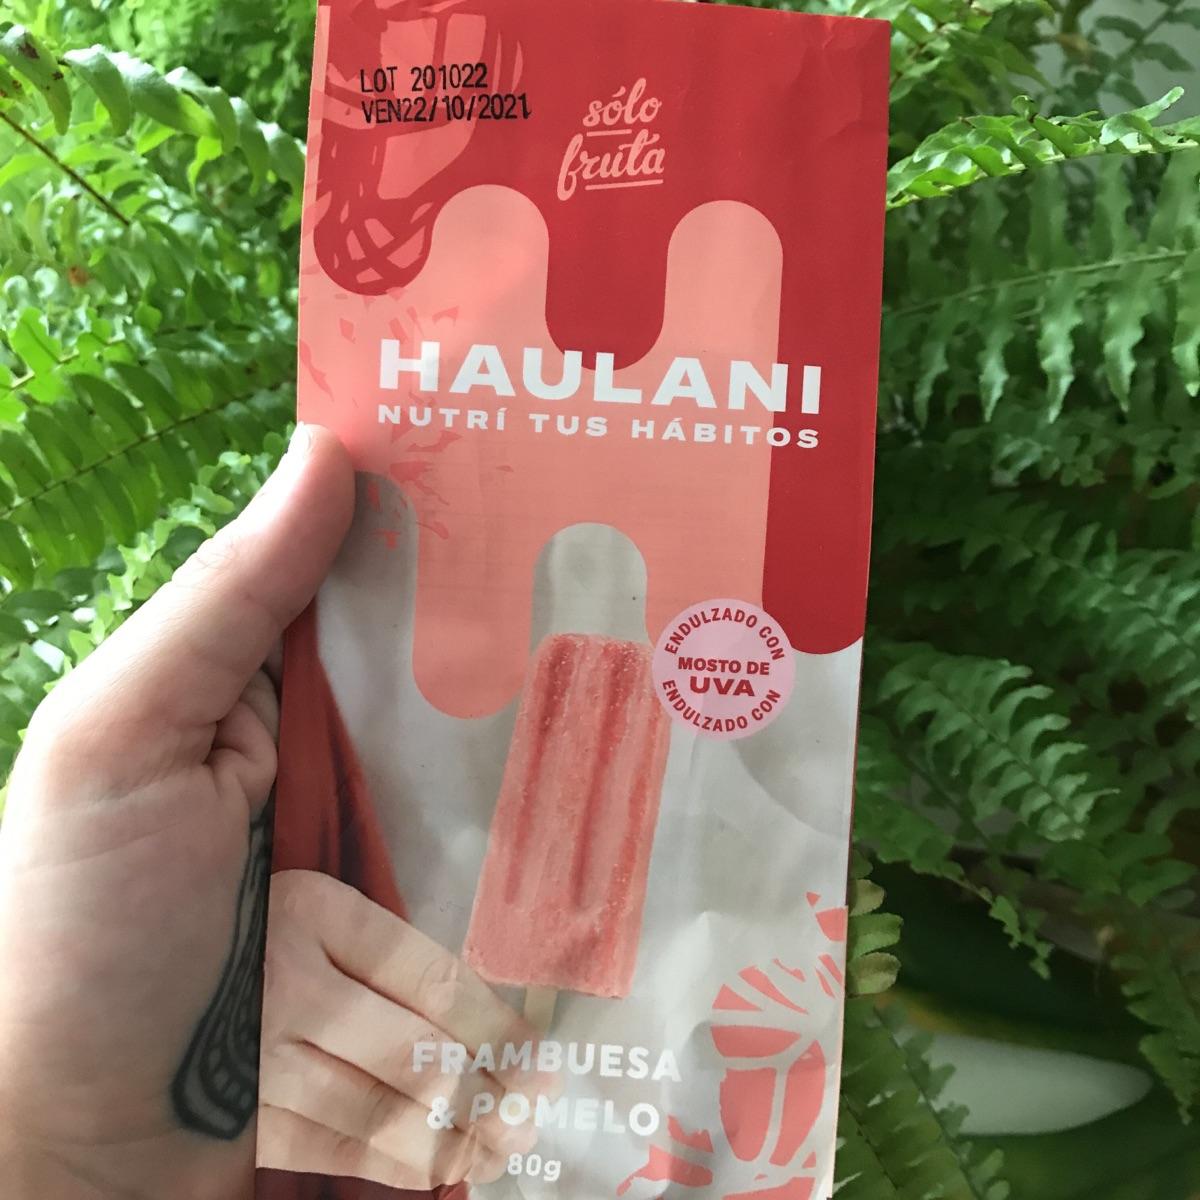 LOT 201022
VEN22/10/2021
sólo
fruta
HAULANI
NUTRÍ TUS HÁBITOS
ENDULZADO CON
MOSTO DE
UVA
ENDULZADO CON
FRAMBUESA
& POMELO
80g